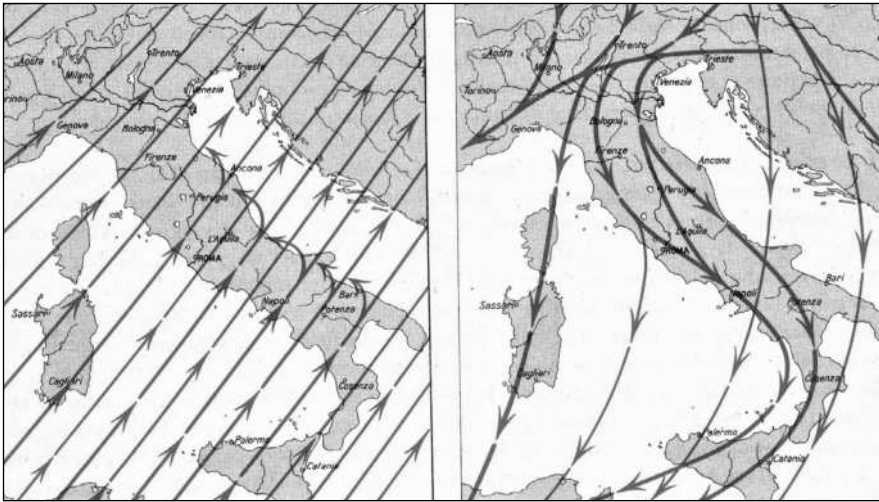 Trento
Aosta
Milano
Trieste
Venezia
Torino
Genova
Bologna
Firenze
Ancona
Perugia
L'Aquila
ROMA
Bari
Napoli
Potenza
Sassari
Cagliari
Cosenza
Palermo
Catania
Trento
Aosta
Milano
Trieste
Venezia
Torino
Genova
Bologna
Firenze
Ancona
Perugia
L'Aquila
ROMA
Bari
Napoli
Potenza
Sassari
Cagliari
Cosenza
Palermo
Catania